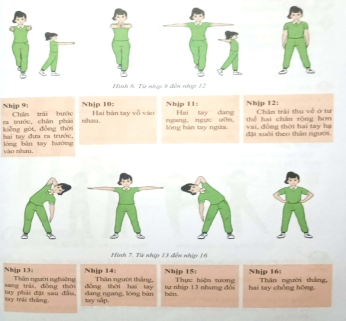 Hình 6. Từ nhịp 9 đến nhịp 12
Nhịp 9:
Chân trái bước
ra trước, chân phải
kiễng gót, đồng thời
hai tay đưa ra trước,
lòng bàn tay hướng
vào nhau.
Nhịp 10:
Hai bàn tay vỗ vào
nhau.
Nhịp 11:
Hai tay dang
ngang, ngực ưỡn,
lòng bàn tay ngửa.
Nhịp 12:
Chân trái thu về ở tư
thế hai chân rộng hơn
vai, đồng thời hai tay hạ
đặt xuôi theo thân người.
Hình 7. Từ nhịp 13 đến nhịp 16
Nhịp 13:
Thân người nghiêng
sang trái, đồng thời
tay phải đặt sau đầu,
tay trái thẳng.
Nhịp 14:
Thân người thẳng,
đồng thời hai tay
dang ngang, lòng bàn
tay sấp.
Nhịp 15:
Thực hiện tương
tự nhịp 13 nhưng đổi
bên.
Nhịp 16:
Thân người thẳng,
hai tay chống hông.